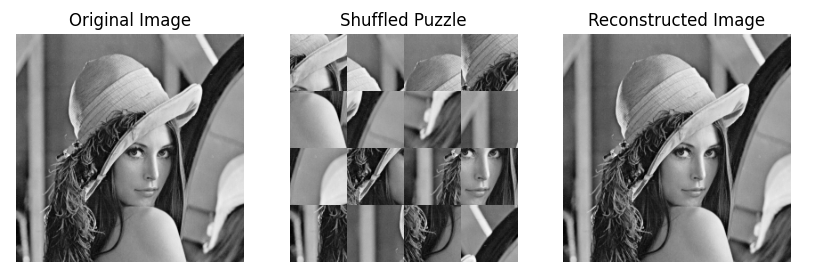 Original Image
Shuffled Puzzle
Reconstructed Image